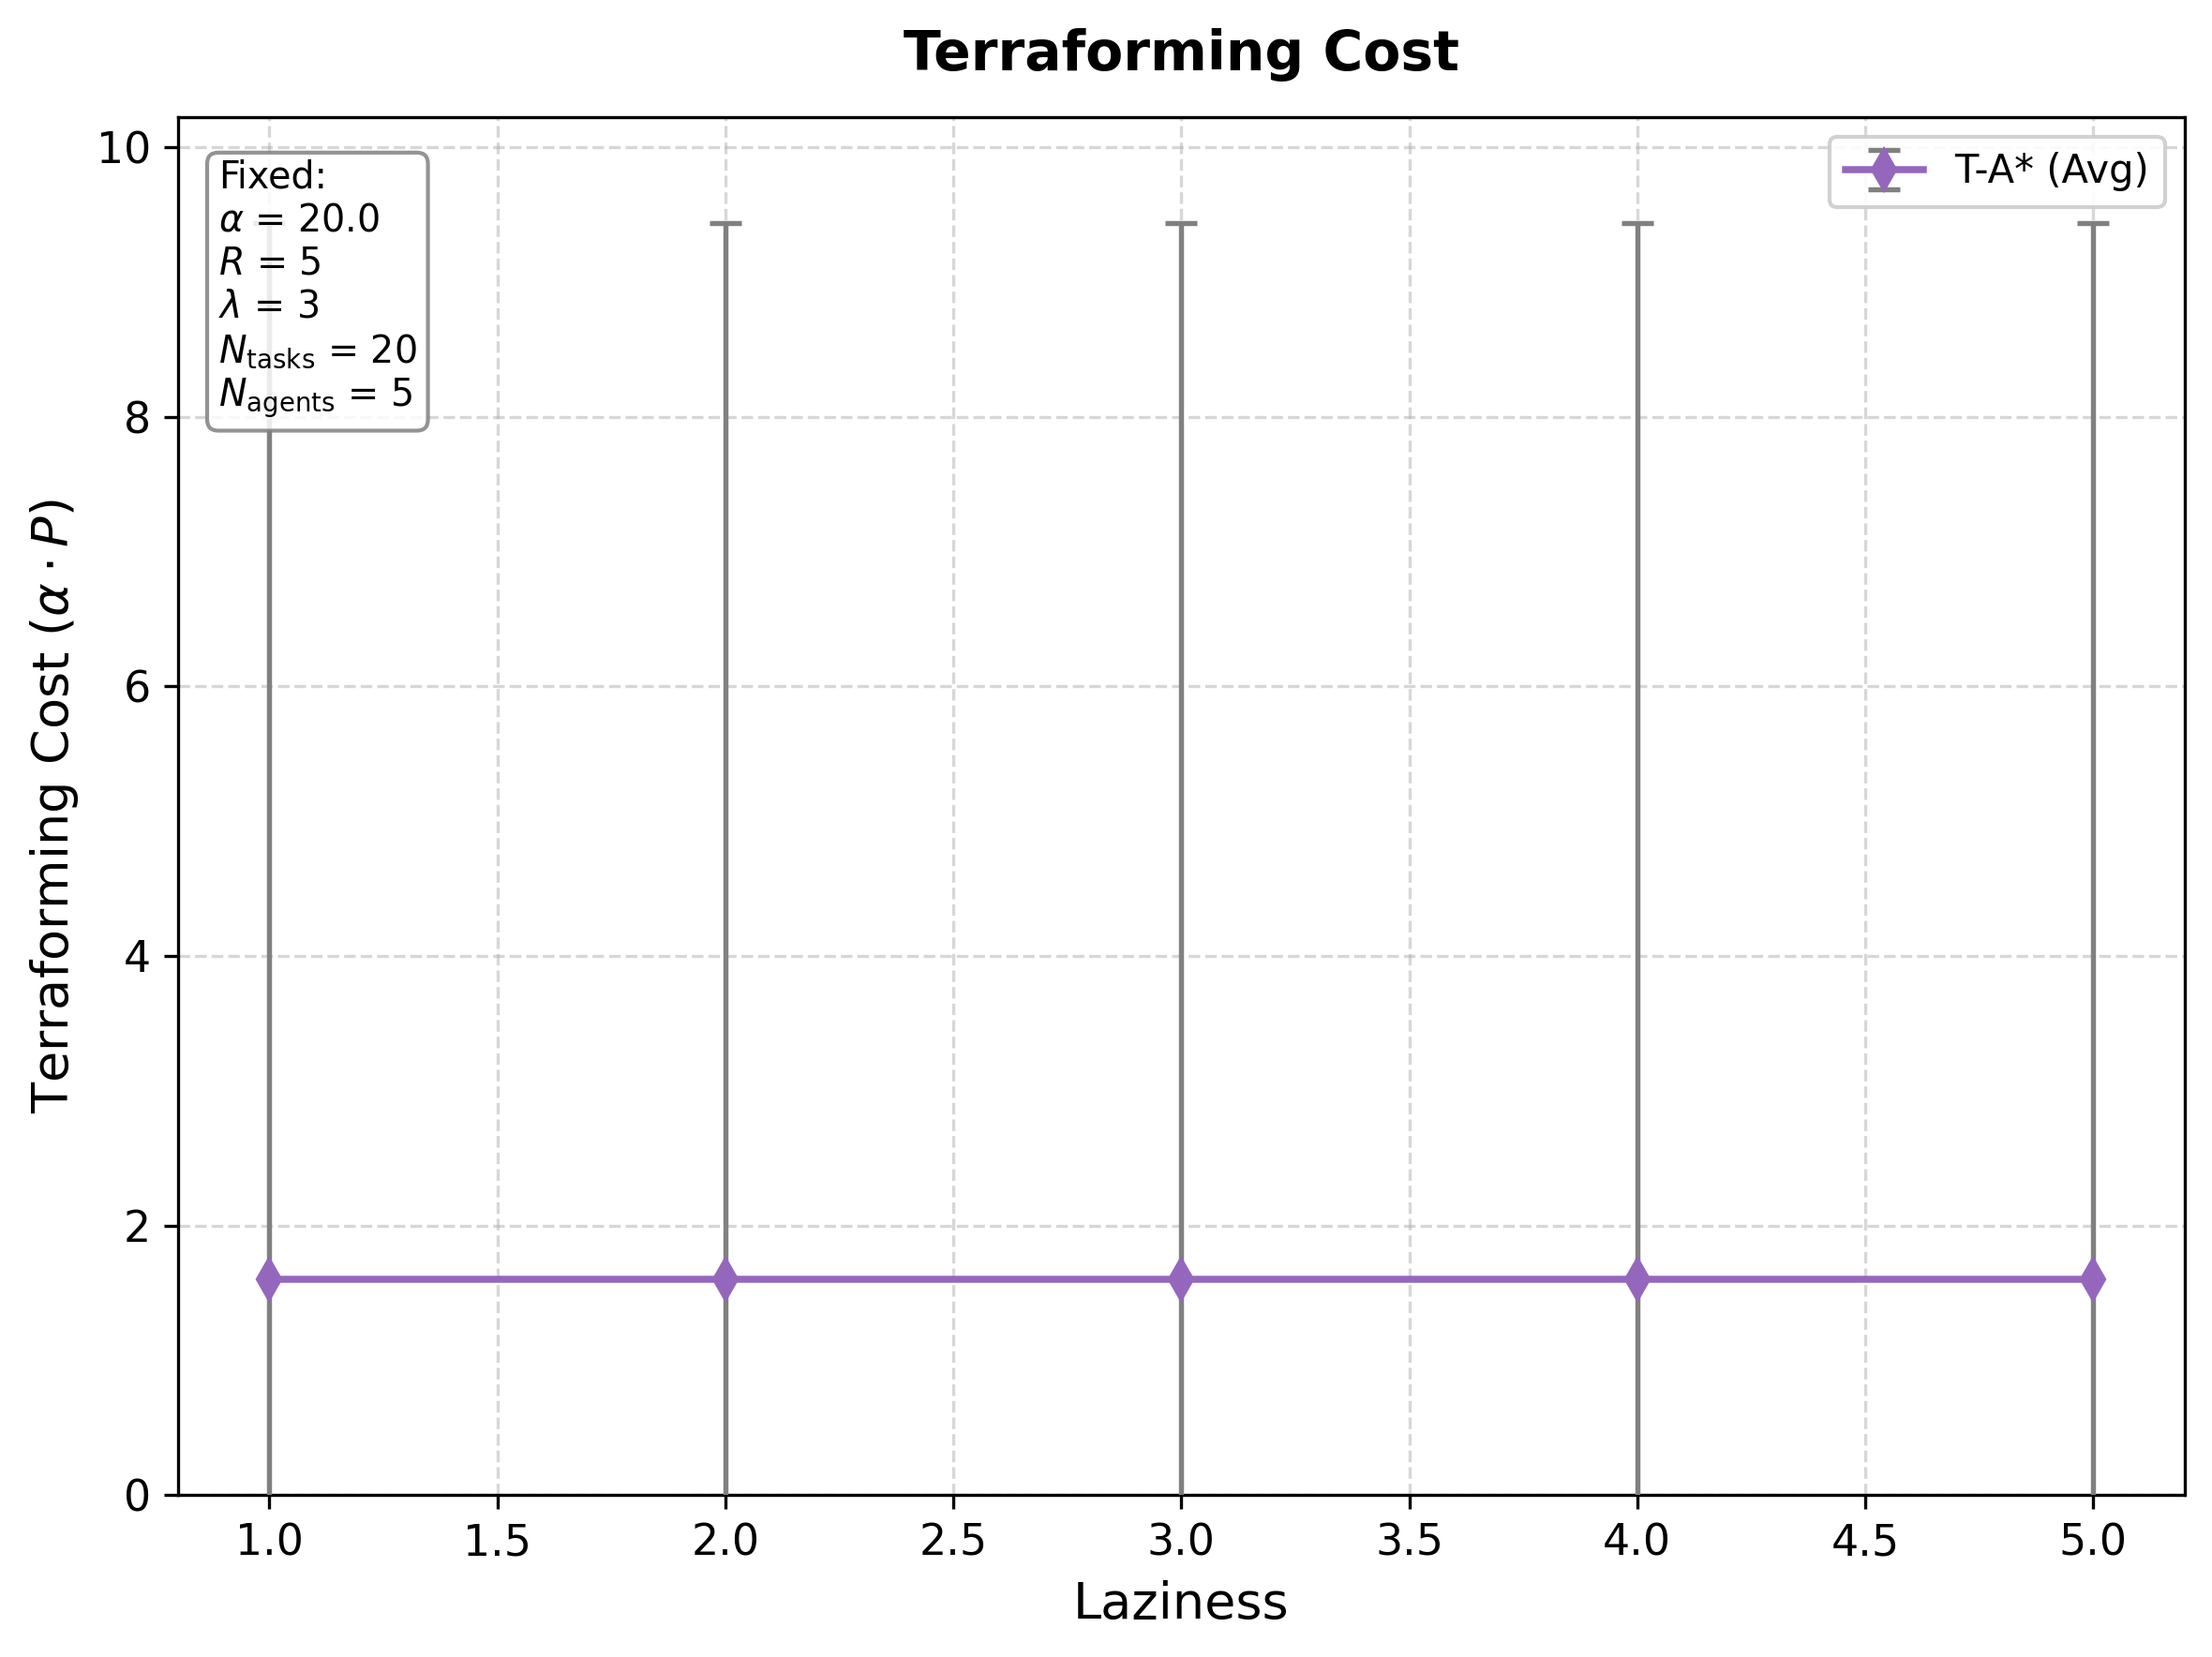 Terraforming Cost
Fixed:
α = 20.0
R = 5
λ = 3
N_tasks = 20
N_agents = 5
T-A* (Avg)
Terraforming Cost (α · P)
10
8
6
4
2
0
1.0 1.5 2.0 2.5 3.0 3.5 4.0 4.5 5.0
Laziness